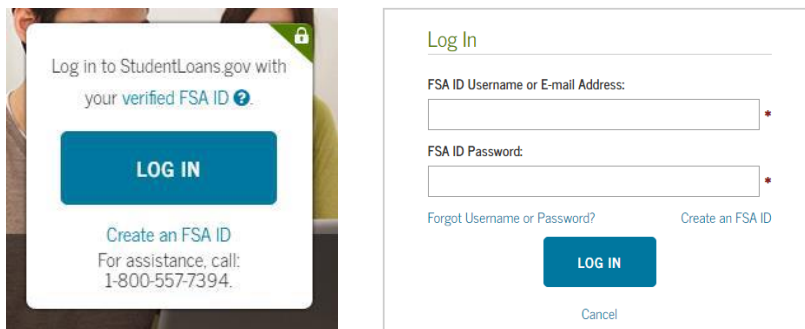 Log in to StudentLoans.gov with
your verified FSA ID ?.
LOG IN
Create an FSA ID
For assistance, call:
1-800-557-7394.
Log In
FSA ID Username or E-mail Address:
*
FSA ID Password:
*
Forgot Username or Password? Create an FSA ID
LOG IN
Cancel